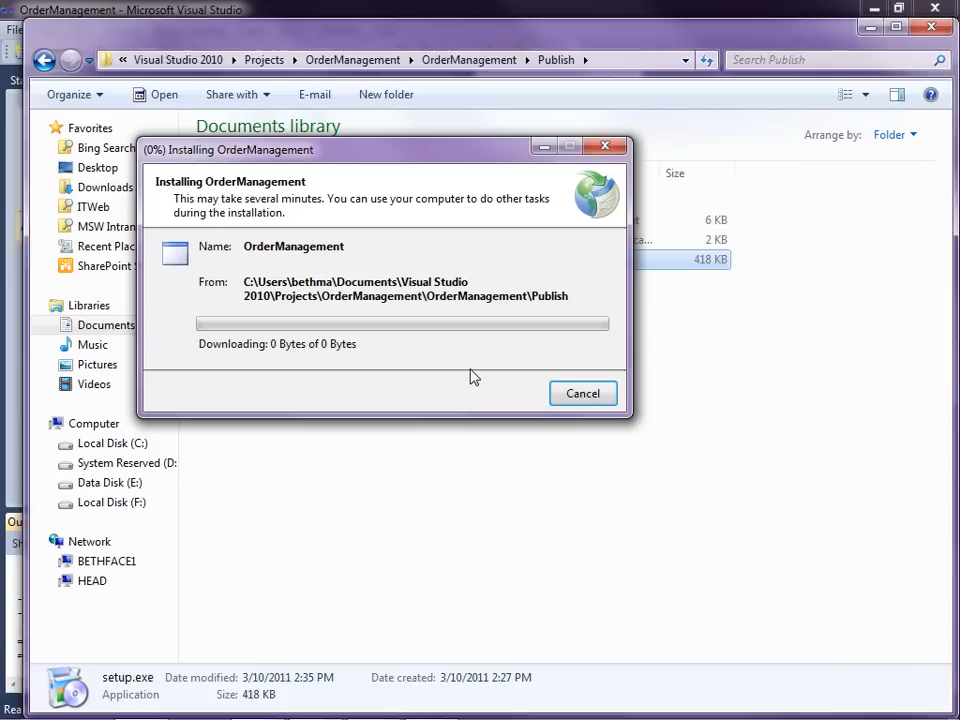 OrderManagement - Microsoft Visual Studio
« Visual Studio 2010 Projects OrderManagement OrderManagement Publish
Search Publish
Organize Open Share with E-mail New folder
Favorites
Bing Search
Desktop
Downloads
ITWeb
MSW Intran
Recent Plac
SharePoint
Libraries
Documents
Music
Pictures
Videos
Computer
Local Disk (C:)
System Reserved (D:
Data Disk (E:)
Local Disk (F:)
Network
BETHFACE1
HEAD
Documents library
Arrange by: Folder
Size
6 KB
2 KB
418 KB
(0%) Installing OrderManagement
Installing OrderManagement
This may take several minutes. You can use your computer to do other tasks
during the installation.
Name: OrderManagement
From: C:\Users\bethma\Documents\Visual Studio
2010\Projects\OrderManagement\OrderManagement\Publish
Downloading: 0 Bytes of 0 Bytes
Cancel
setup.exe Date modified: 3/10/2011 2:35 PM Date created: 3/10/2011 2:27 PM
Application Size: 418 KB